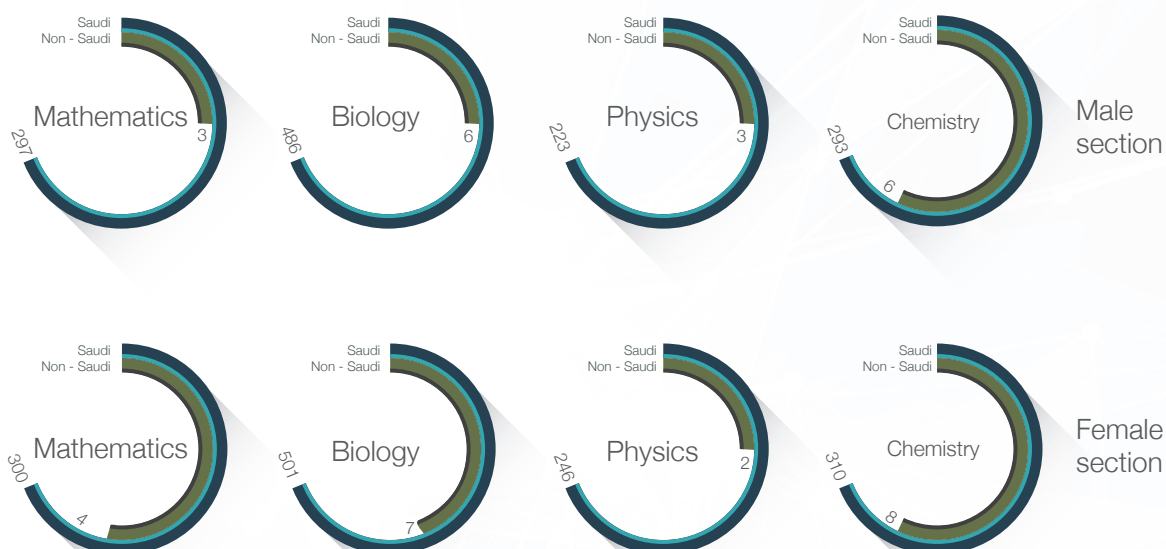 Saudi
Non - Saudi
Mathematics
297
3
Saudi
Non - Saudi
Biology
486
6
Saudi
Non - Saudi
Physics
223
3
Saudi
Non - Saudi
Chemistry
293
6
Male
section
Saudi
Non - Saudi
Mathematics
300
4
Saudi
Non - Saudi
Biology
501
7
Saudi
Non - Saudi
Physics
246
2
Saudi
Non - Saudi
Chemistry
310
8
Female
section